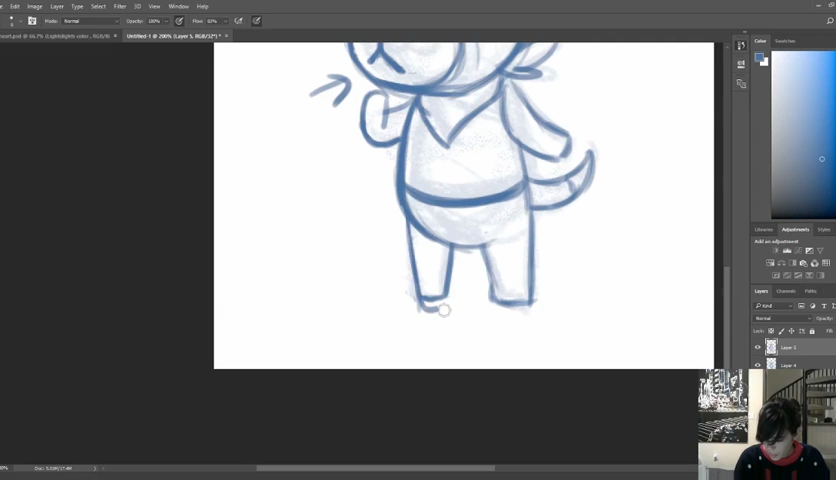 Edit Image Layer Type Select Filter 3D View Window Help
Mode: Normal Opacity: 100% Flow: 83%
Untitled-1 @ 200% (Layer 5, RGB/32*) *
Color Swatches
Libraries Adjustments Styles
Add an adjustment
Layers Channels Paths
Kind
Normal Opacity:
Lock: Fill:
Layer 5
Layer 4